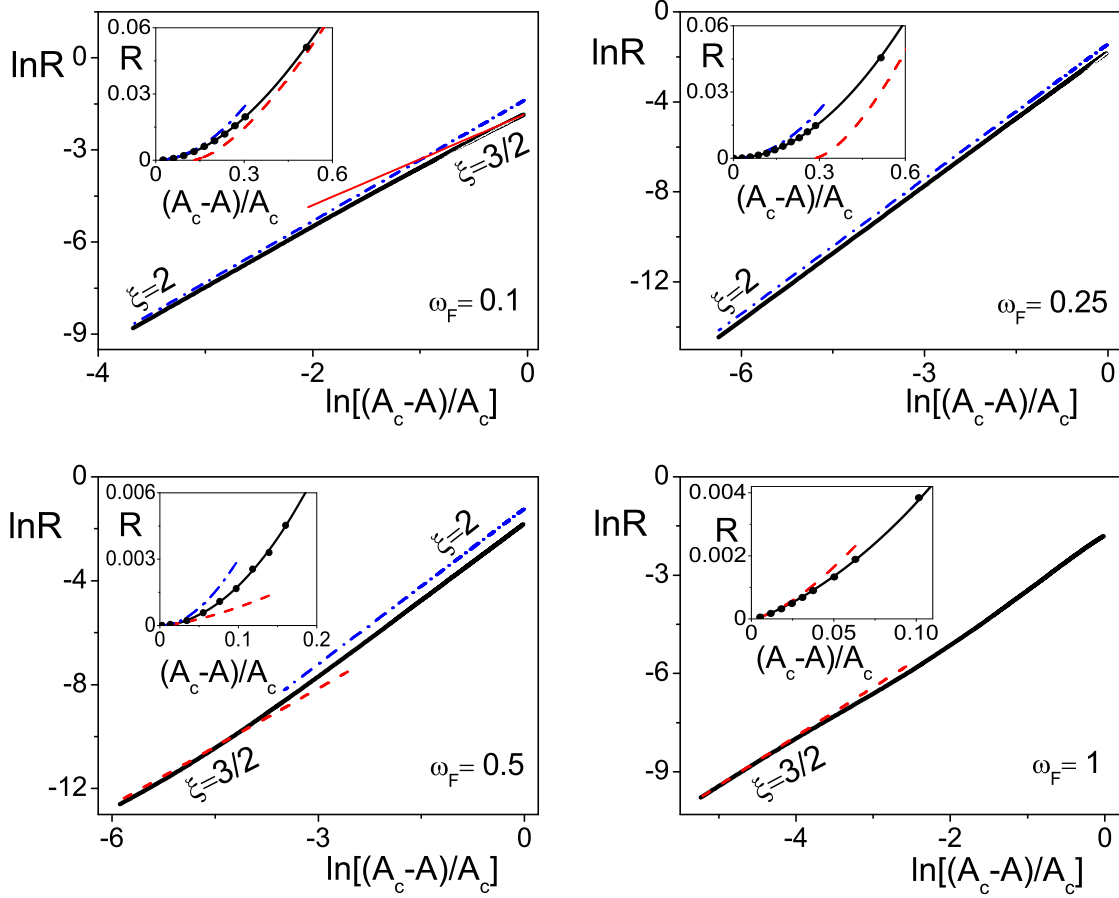 lnR
0
-3
-6
-9
-4
-2
0
ln[(A_c-A)/A_c]
ξ=2
ξ=3/2
ω_F= 0.1
R
0.06
0.03
0
0
0.3
0.6
(A_c-A)/A_c
lnR
0
-4
-8
-12
-6
-3
0
ln[(A_c-A)/A_c]
ξ=2
ω_F= 0.25
R
0.06
0.03
0
0
0.3
0.6
(A_c-A)/A_c
lnR
0
-4
-8
-12
-6
-3
0
ln[(A_c-A)/A_c]
ξ=2
ξ=3/2
ω_F= 0.5
R
0.006
0.003
0
0
0.1
0.2
(A_c-A)/A_c
lnR
0
-3
-6
-9
-4
-2
0
ln[(A_c-A)/A_c]
ξ=3/2
ω_F= 1
R
0.004
0.002
0
0
0.05
0.10
(A_c-A)/A_c